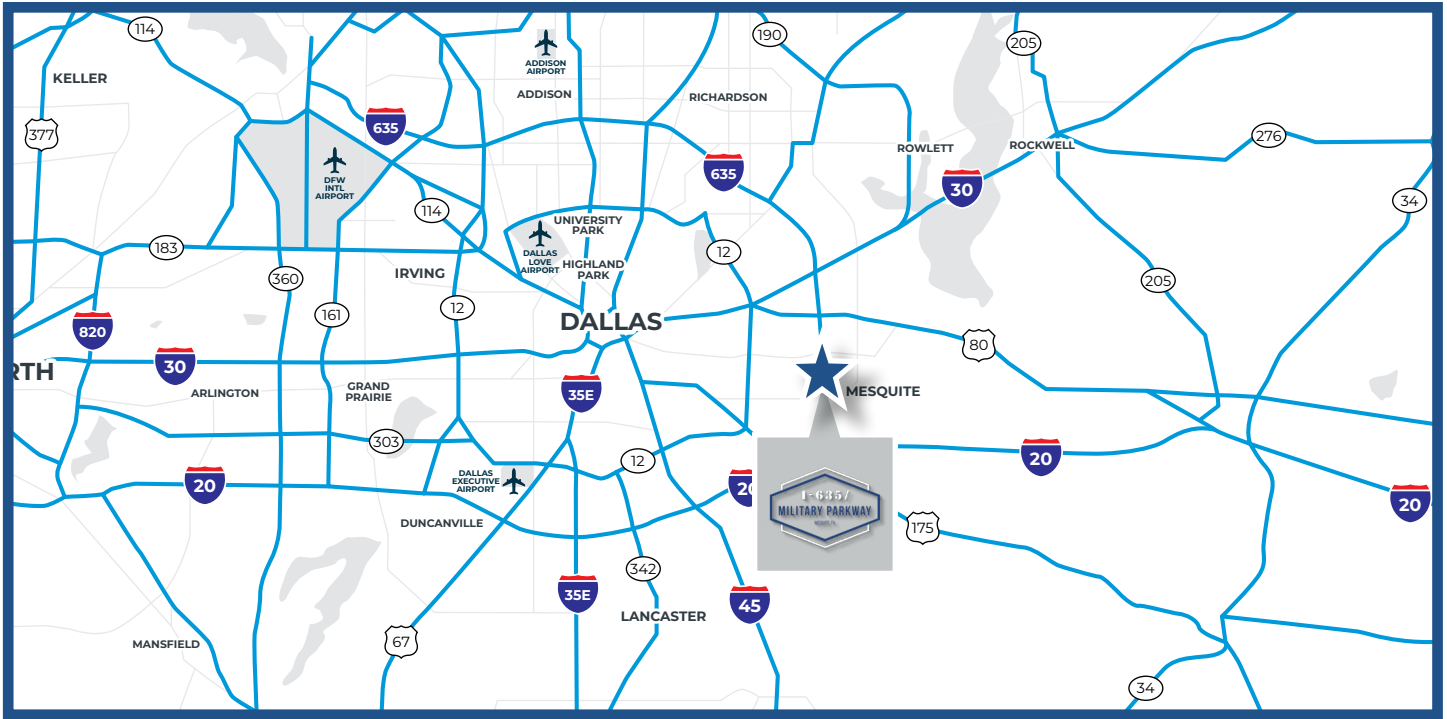 114
190
205
ADDISON
AIRPORT
KELLER
ADDISON
RICHARDSON
635
377
276
ROWLETT
ROCKWELL
DFW
INTL
AIRPORT
635
30
34
114
UNIVERSITY
PARK
183
12
DALLAS
LOVE
AIRPORT
HIGHLAND
PARK
IRVING
360
205
161
12
DALLAS
820
80
30
RTH
ARLINGTON
GRAND
PRAIRIE
35E
MESQUITE
303
12
20
20
DALLAS
EXECUTIVE
AIRPORT
20
20
I-635/
MILITARY PARKWAY
DUNCANVILLE
175
342
35E
45
LANCASTER
67
MANSFIELD
34